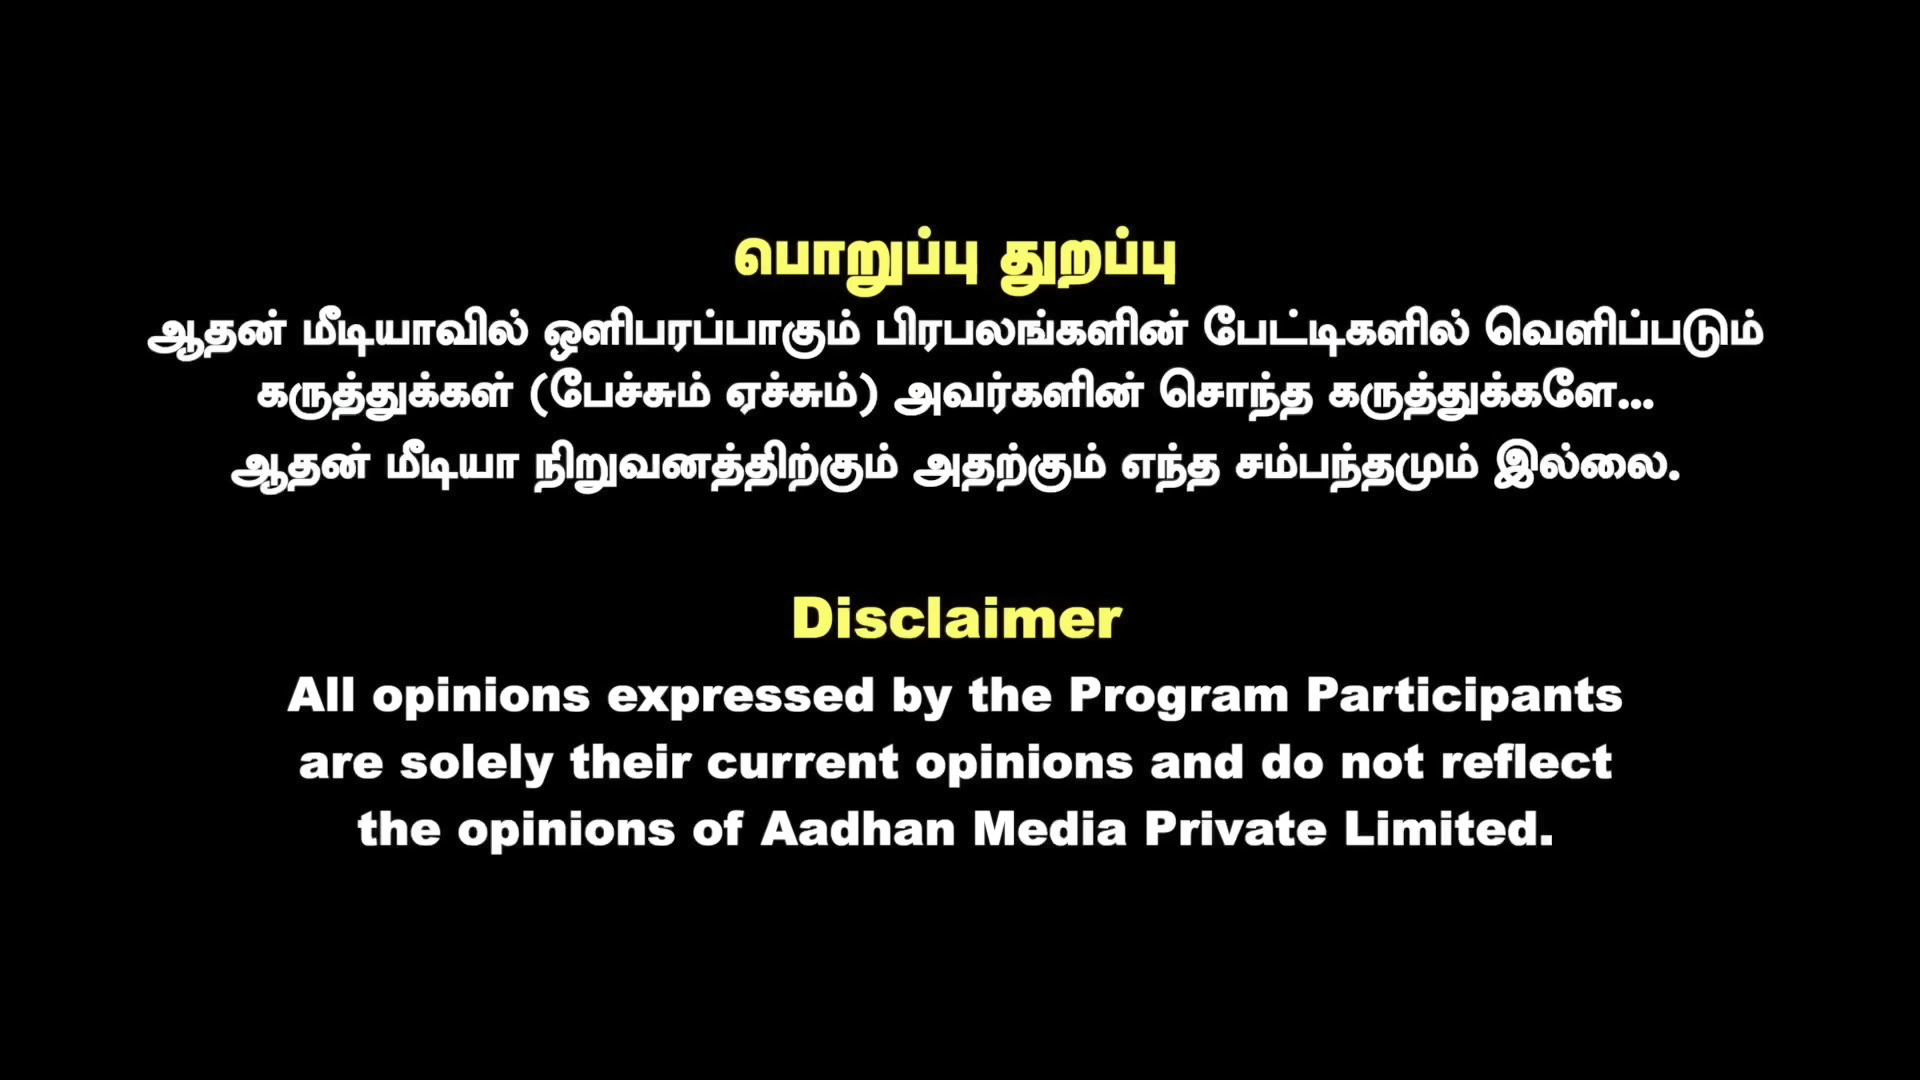 பொறுப்பு துறப்பு
ஆதன் மீடியாவில் ஒளிபரப்பாகும் பிரபலங்களின் பேட்டிகளில் வெளிப்படும்
கருத்துக்கள் (பேச்சும் ஏச்சும்) அவர்களின் சொந்த கருத்துக்களே...
ஆதன் மீடியா நிறுவனத்திற்கும் அதற்கும் எந்த சம்பந்தமும் இல்லை.
Disclaimer
All opinions expressed by the Program Participants
are solely their current opinions and do not reflect
the opinions of Aadhan Media Private Limited.